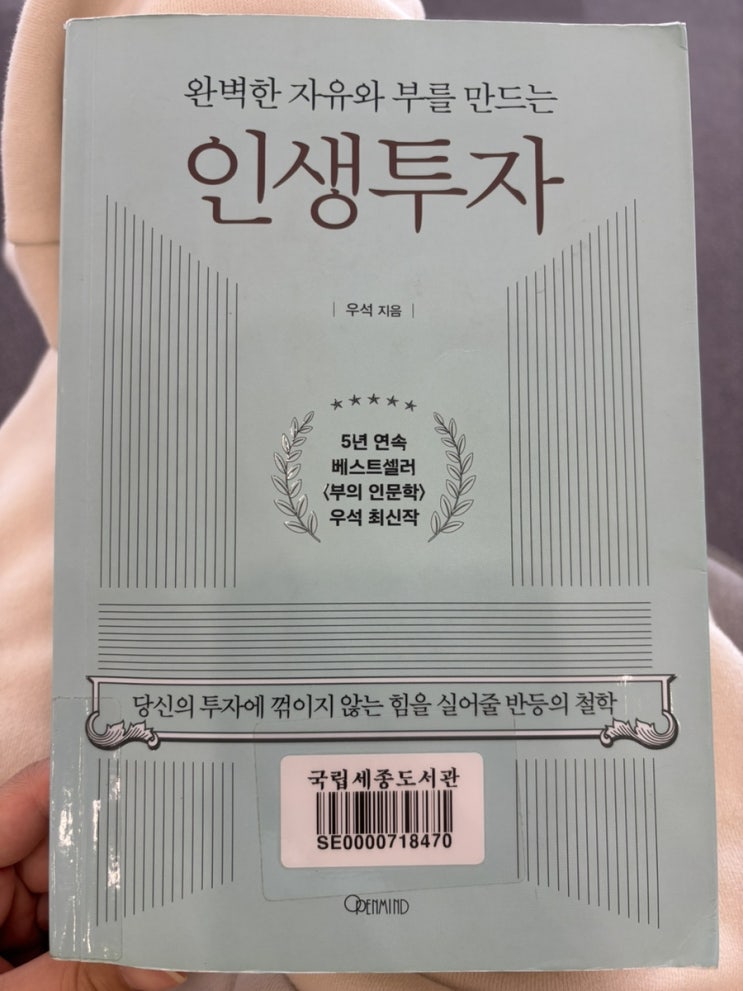 완벽한 자유와 부를 만드는
인생투자
| 우석 지음 |
5년 연속
베스트셀러
〈부의 인문학〉
우석 최신작
당신의 투자에 꺾이지 않는 힘을 실어줄 반등의 철학
국립세종도서관
SE0000718470
OPENMIND